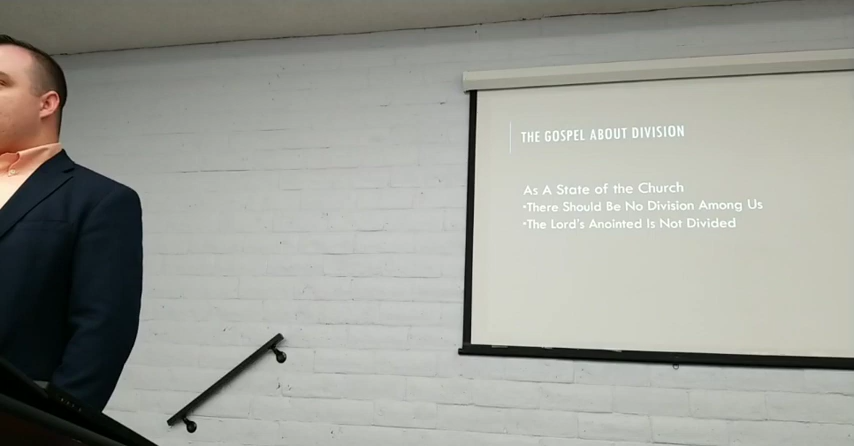 THE GOSPEL ABOUT DIVISION
As A State of the Church
•There Should Be No Division Among Us
•The Lord's Anointed Is Not Divided